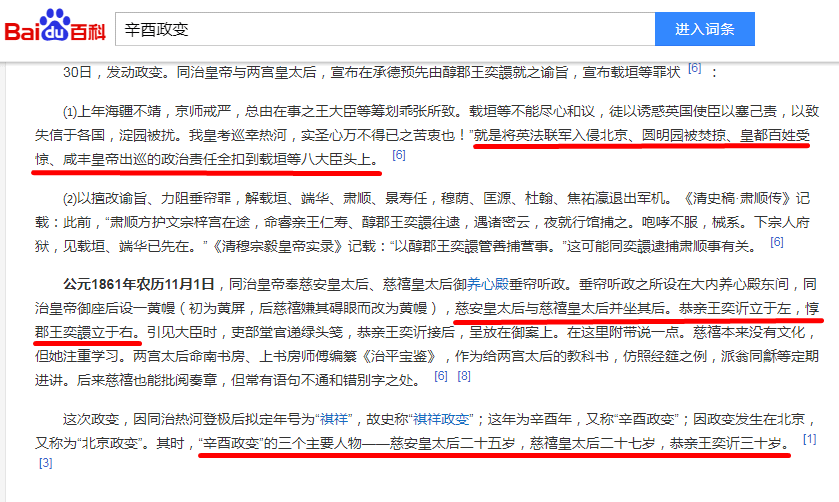 Bai du 百科
辛酉政变
进入词条
30日，发动政变。同治皇帝与两宫皇太后，宣布在承德预先由醇郡王奕譞就之谕旨，宣布载垣等罪状 [6] ：
⑴上年海疆不靖，京师戒严，总由在事之王大臣等筹划乖张所致。载垣等不能尽心和议，徒以诱惑英国使臣以塞己责，以致
失信于各国，淀园被扰。我皇考巡幸热河，实圣心万不得已之苦衷也！”就是将英法联军入侵北京、圆明园被焚掠、皇都百姓受
惊、咸丰皇帝出巡的政治责任全扣到载垣等八大臣头上。 [6]
⑵以擅改谕旨、力阻垂帘罪，解载垣、端华、肃顺、景寿任，穆荫、匡源、杜翰、焦祐瀛退出军机。《清史稿·肃顺传》记
载：此前，“肃顺方护文宗梓宫在途，命睿亲王仁寿、醇郡王奕譞往逮，遇诸密云，夜就行馆捕之。咆哮不服，械系。下宗人府
狱，见载垣、端华已先在。”《清穆宗毅皇帝实录》记载：“以醇郡王奕譞管善捕营事。”这可能同奕譞逮捕肃顺事有关。 [6]
公元1861年农历11月1日，同治皇帝奉慈安皇太后、慈禧皇太后御养心殿垂帘听政。垂帘听政之所设在大内养心殿东间，同
治皇帝御座后设一黄幔（初为黄屏，后慈禧嫌其碍眼而改为黄幔），慈安皇太后与慈禧皇太后并坐其后。恭亲王奕䜣立于左，惇
郡王奕譞立于右。引见大臣时，吏部堂官递绿头笺，恭亲王奕䜣接后，呈放在御案上。在这里附带说一点。慈禧本来没有文化，
但她注重学习。两宫太后命南书房、上书房师傅编纂《治平宝鉴》，作为给两宫太后的教科书，仿照经筵之例，派翁同龢等定期
进讲。后来慈禧也能批阅奏章，但常有语句不通和错别字之处。 [6] [8]
这次政变，因同治热河登极后拟定年号为“祺祥”，故史称“祺祥政变”；这年为辛酉年，又称“辛酉政变”；因政变发生在北京，
又称为“北京政变”。其时，“辛酉政变”的三个主要人物——慈安皇太后二十五岁，慈禧皇太后二十七岁，恭亲王奕䜣三十岁。 [1]
[3]